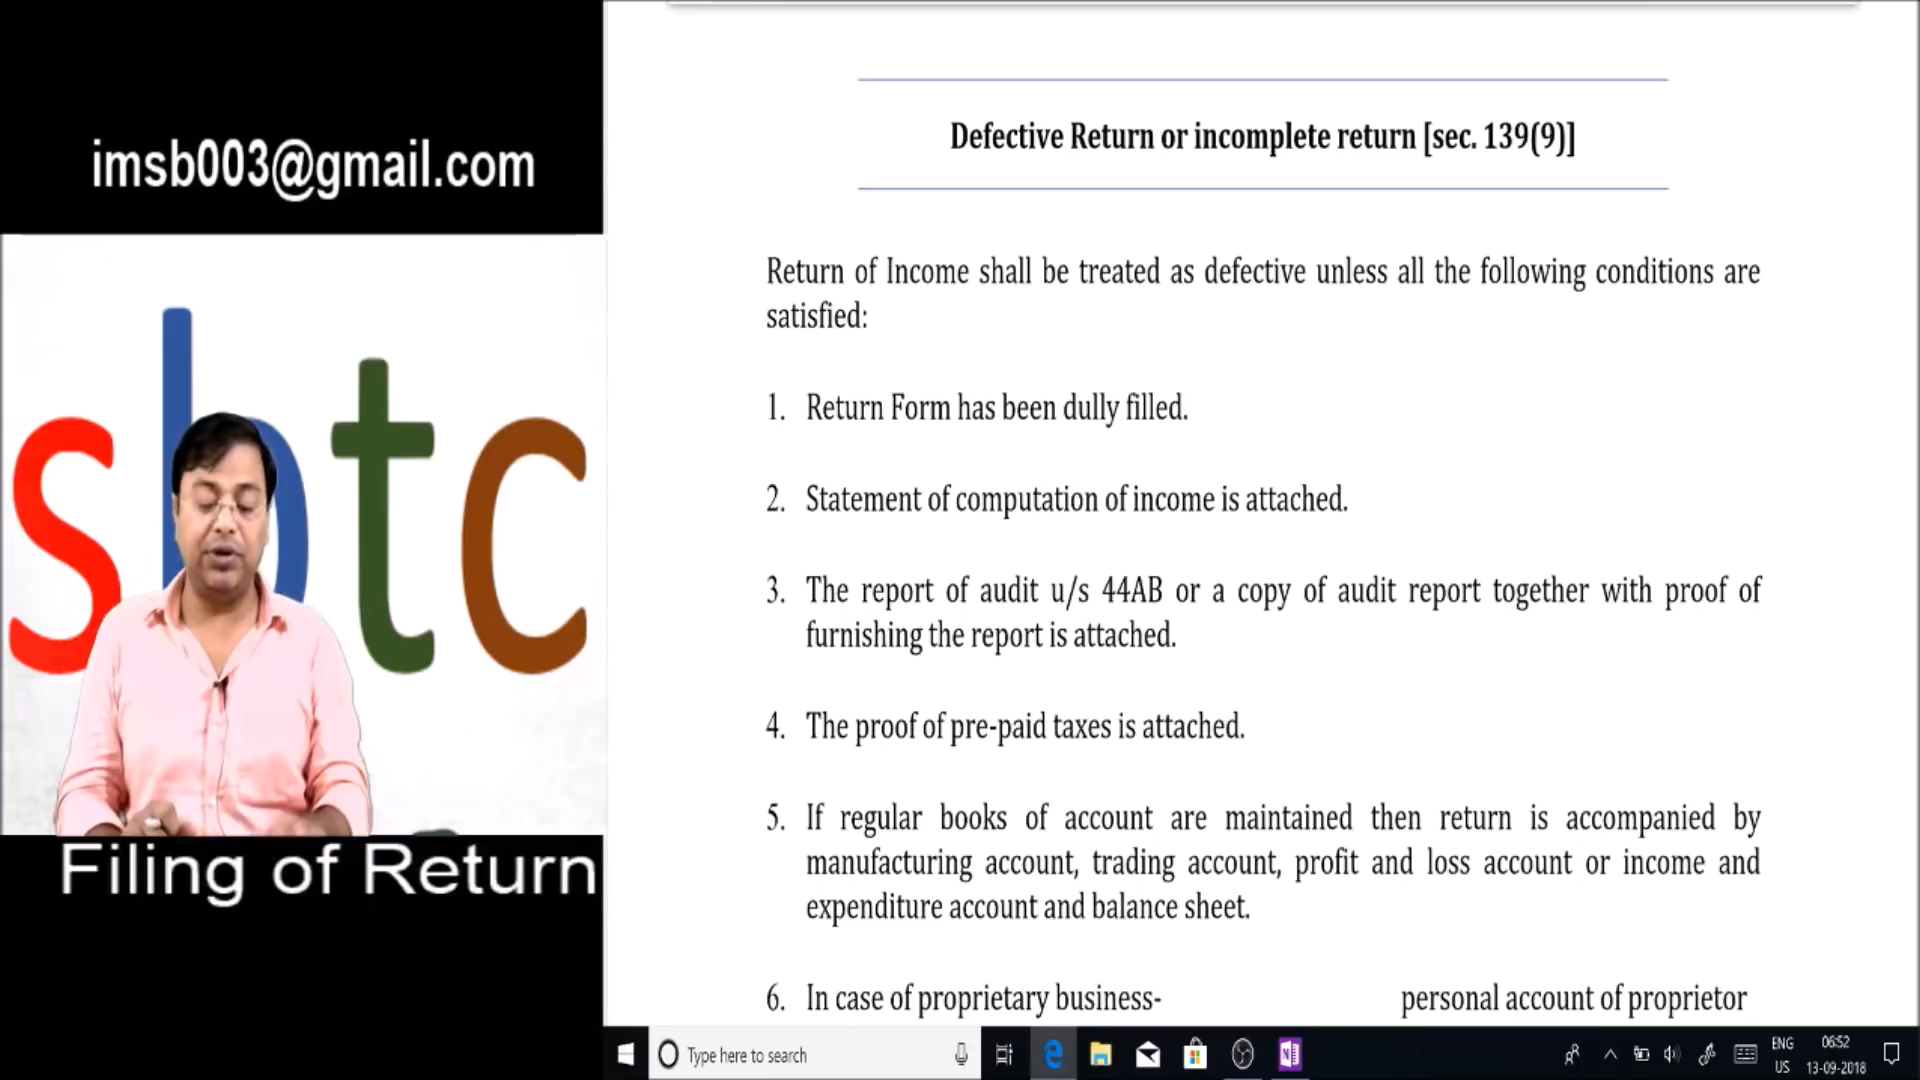 imsb003@gmail.com
sbtc
Filing of Return
Defective Return or incomplete return [sec. 139(9)]
Return of Income shall be treated as defective unless all the following conditions are
satisfied:
1. Return Form has been dully filled.
2. Statement of computation of income is attached.
3. The report of audit u/s 44AB or a copy of audit report together with proof of
furnishing the report is attached.
4. The proof of pre-paid taxes is attached.
5. If regular books of account are maintained then return is accompanied by
manufacturing account, trading account, profit and loss account or income and
expenditure account and balance sheet.
6. In case of proprietary business- personal account of proprietor
Type here to search
ENG
US
06:52
13-09-2018